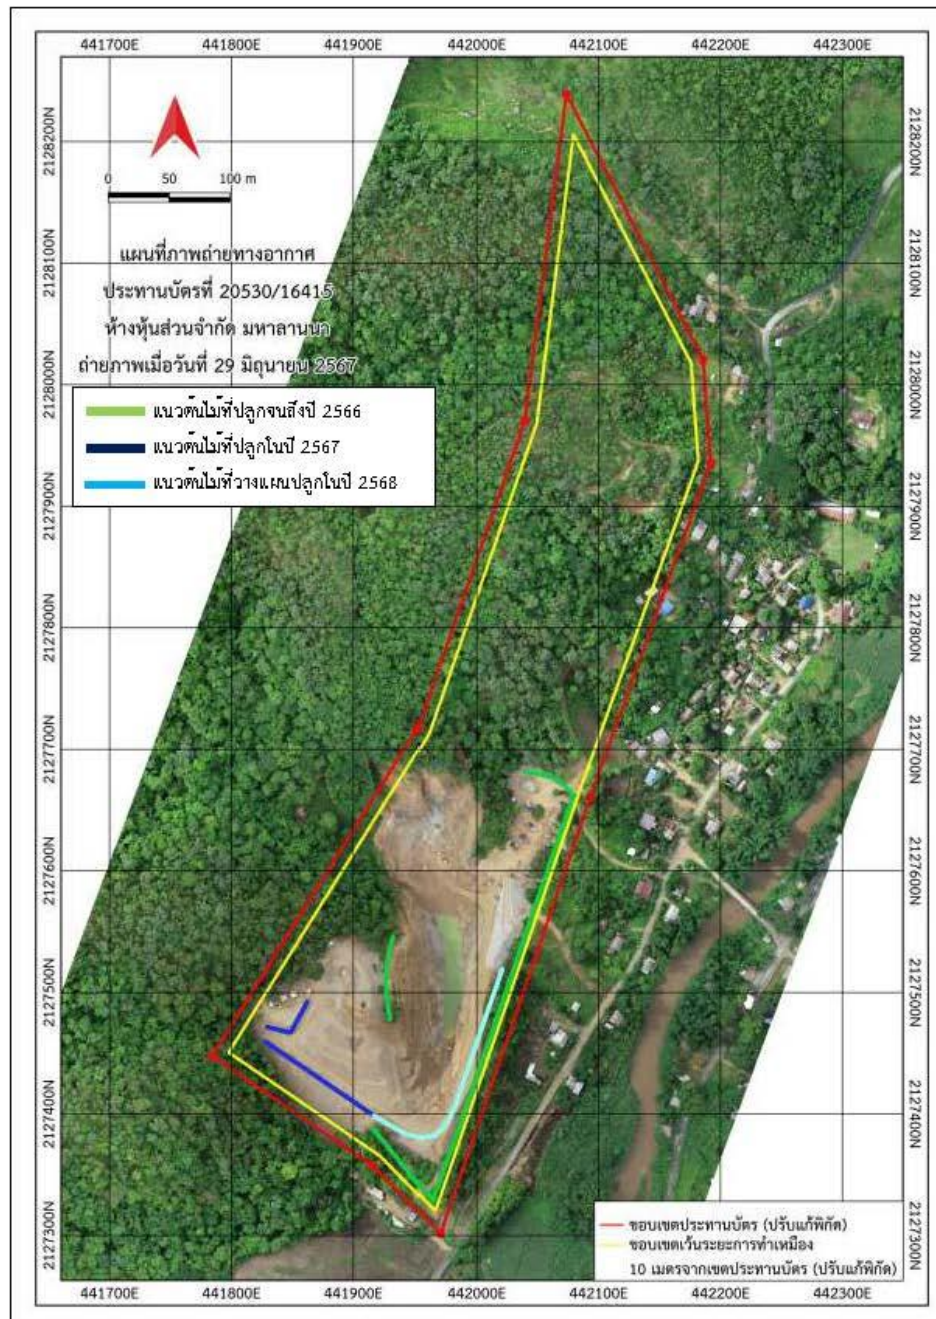 441700E 441800E 441900E 442000E 442100E 442200E 442300E
2128200N 2128200N
0 50 100 m
แผนที่ภาพถ่ายทางอากาศ
2128100N 2128100N
ประทานบัตรที่ 20530/16415
ห้างหุ้นส่วนจำกัด มหาลานนา
ถ่ายภาพเมื่อวันที่ 29 มิถุนายน 2567
2128000N 2128000N
แนวต้นไม้ที่ปลูกจนถึงปี 2566
แนวต้นไม้ที่ปลูกในปี 2567
แนวต้นไม้ที่วางแผนปลูกในปี 2568
2127900N 2127900N
2127800N 2127800N
2127700N 2127700N
2127600N 2127600N
2127500N 2127500N
2127400N 2127400N
2127300N 2127300N
ขอบเขตประทานบัตร (ปรับแก้พิกัด)
ขอบเขตเว้นระยะการทำเหมือง
10 เมตรจากเขตประทานบัตร (ปรับแก้พิกัด)
441700E 441800E 441900E 442000E 442100E 442200E 442300E